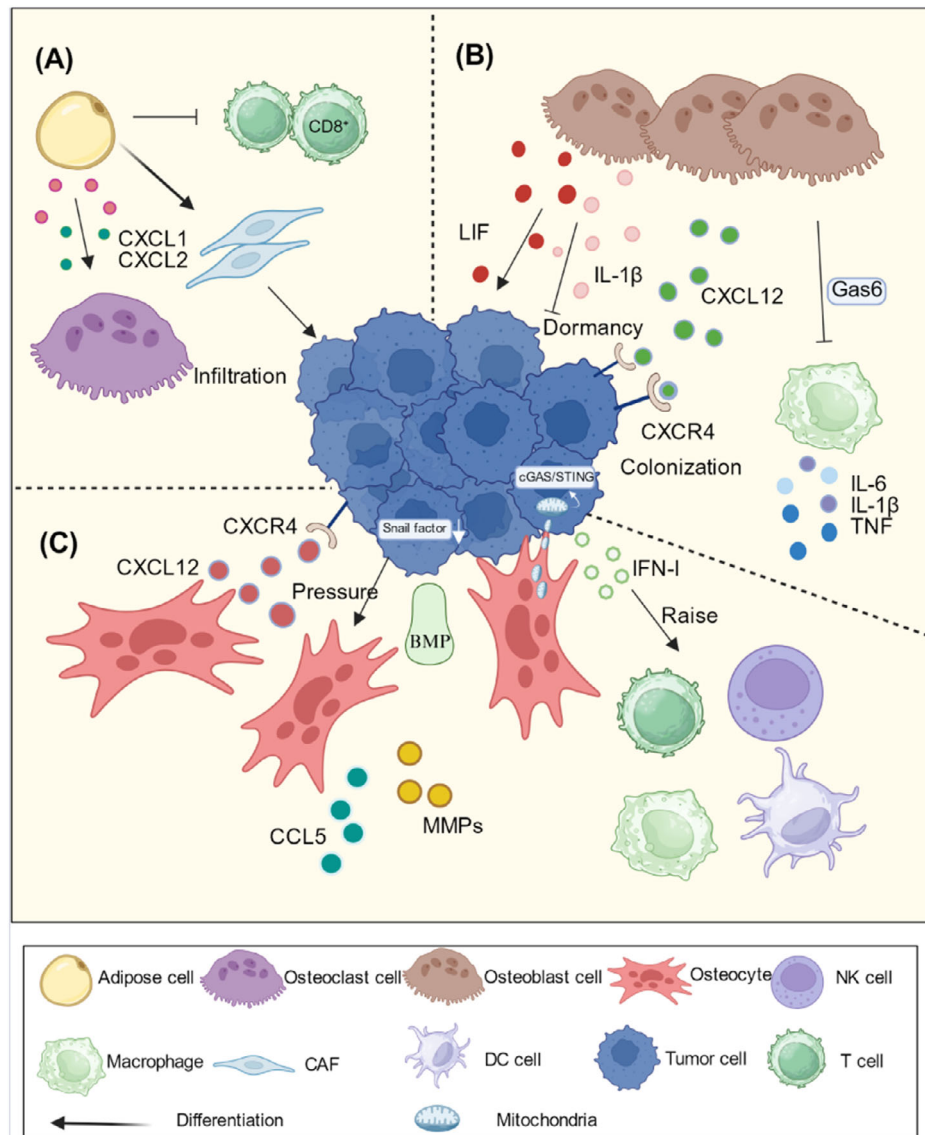 (A)
CD8⁺
CXCL1
CXCL2
Infiltration
(B)
LIF
IL-1β
CXCL12
Gas6
Dormancy
CXCR4
Colonization
IL-6
IL-1β
TNF
cGAS/STING
Snail factor
(C)
CXCR4
CXCL12
Pressure
BMP
IFN-I
Raise
CCL5
MMPs
Adipose cell
Osteoclast cell
Osteoblast cell
Osteocyte
NK cell
Macrophage
CAF
DC cell
Tumor cell
T cell
Differentiation
Mitochondria